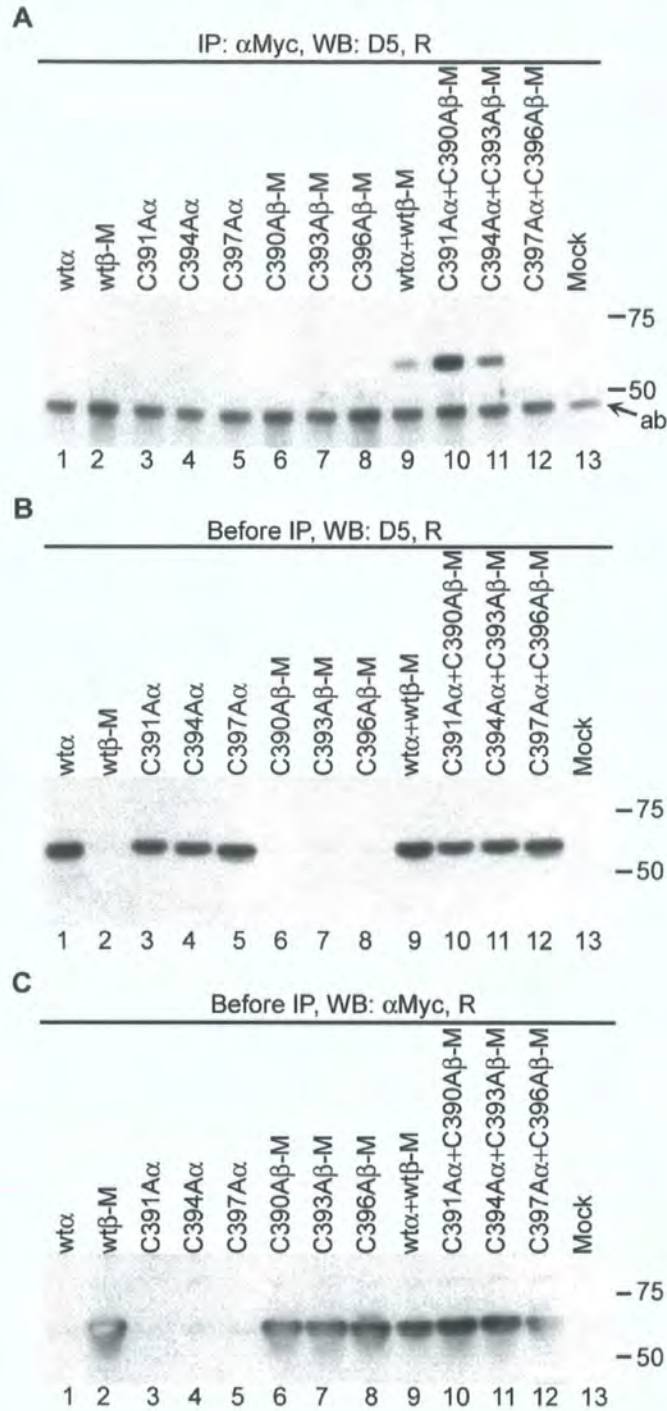 A
IP: αMyc, WB: D5, R
wtα
wtβ-M
C391Aα
C394Aα
C397Aα
C390Aβ-M
C393Aβ-M
C396Aβ-M
wtα+wtβ-M
C391Aα+C390Aβ-M
C394Aα+C393Aβ-M
C397Aα+C396Aβ-M
Mock
75
50
ab
1 2 3 4 5 6 7 8 9 10 11 12 13
B
Before IP, WB: D5, R
wtα
wtβ-M
C391Aα
C394Aα
C397Aα
C390Aβ-M
C393Aβ-M
C396Aβ-M
wtα+wtβ-M
C391Aα+C390Aβ-M
C394Aα+C393Aβ-M
C397Aα+C396Aβ-M
Mock
75
50
1 2 3 4 5 6 7 8 9 10 11 12 13
C
Before IP, WB: αMyc, R
wtα
wtβ-M
C391Aα
C394Aα
C397Aα
C390Aβ-M
C393Aβ-M
C396Aβ-M
wtα+wtβ-M
C391Aα+C390Aβ-M
C394Aα+C393Aβ-M
C397Aα+C396Aβ-M
Mock
75
50
1 2 3 4 5 6 7 8 9 10 11 12 13